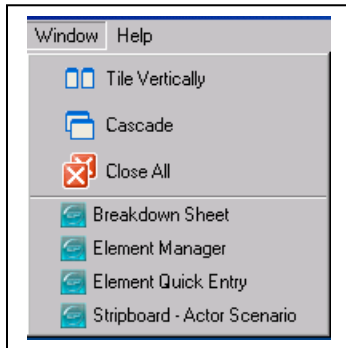 Window Help
Tile Vertically
Cascade
Close All
Breakdown Sheet
Element Manager
Element Quick Entry
Stripboard - Actor Scenario